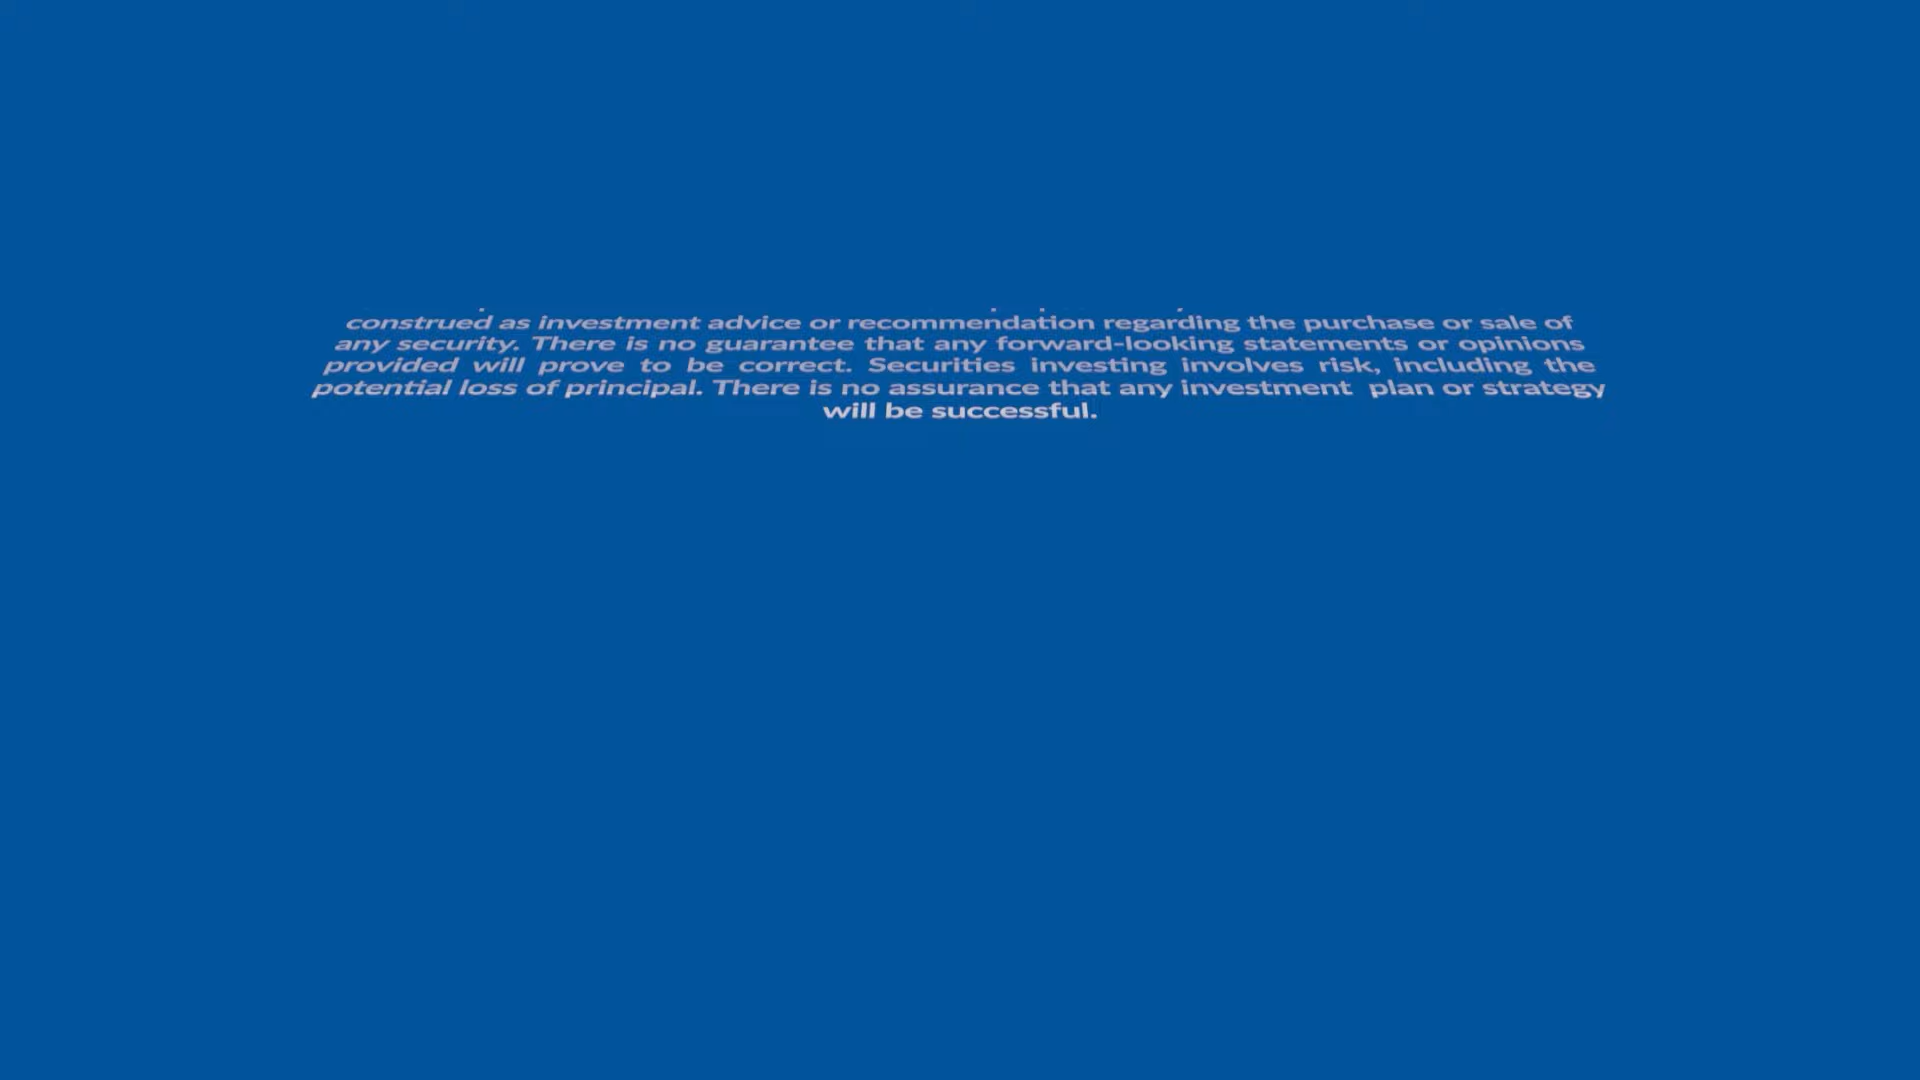 construed as investment advice or recommendation regarding the purchase or sale of
any security. There is no guarantee that any forward-looking statements or opinions
provided will prove to be correct. Securities investing involves risk, including the
potential loss of principal. There is no assurance that any investment plan or strategy
will be successful.